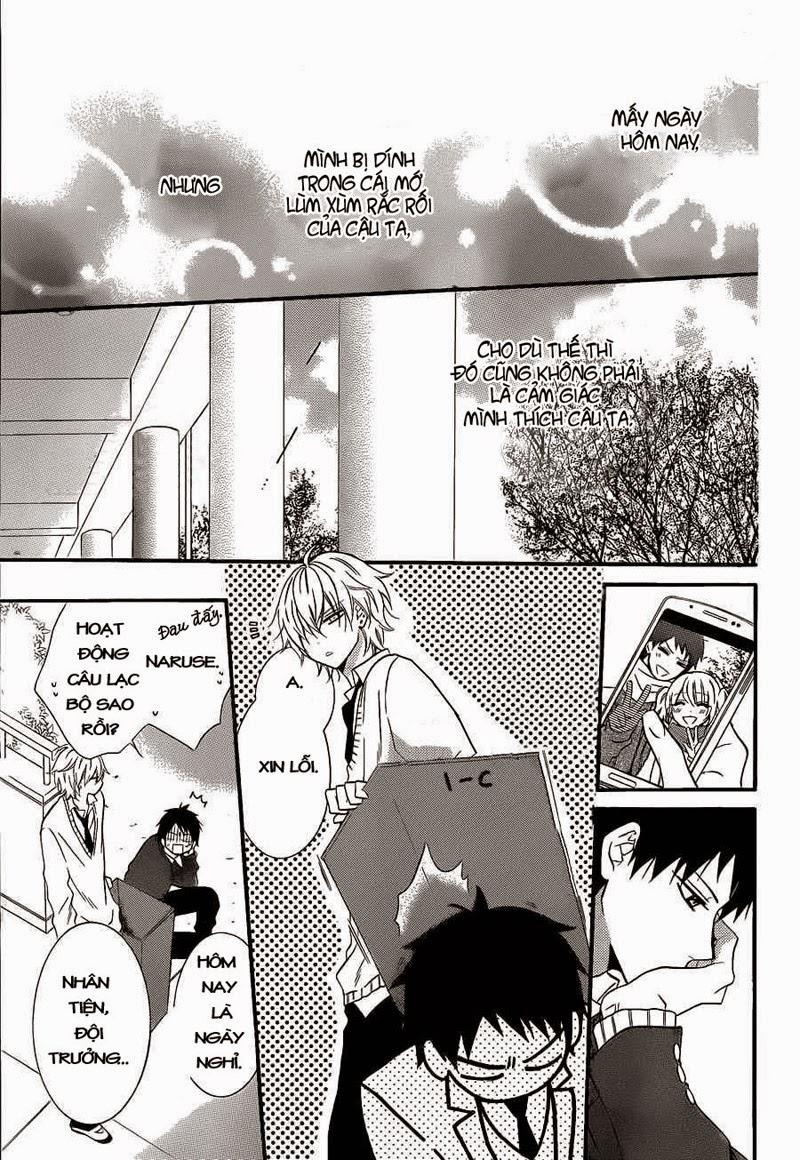 MẤY NGÀY
HÔM NAY,
MÌNH BỊ DÍNH
TRONG CÁI MỚ
LÙM XÙM RẮC RỐI
CỦA CẬU TA,
NHƯNG
CHO DÙ THẾ THÌ
ĐÓ CŨNG KHÔNG PHẢI
LÀ CẢM GIÁC
MÌNH THÍCH CẬU TA.
A.
XIN LỖI.
1-C
Đau đấy.
NARUSE.
HOẠT
ĐỘNG
CÂU LẠC
BỘ SAO
RỒI?
HÔM
NAY
LÀ
NGÀY
NGHỈ.
NHÂN
TIỆN,
ĐỘI
TRƯỞNG..